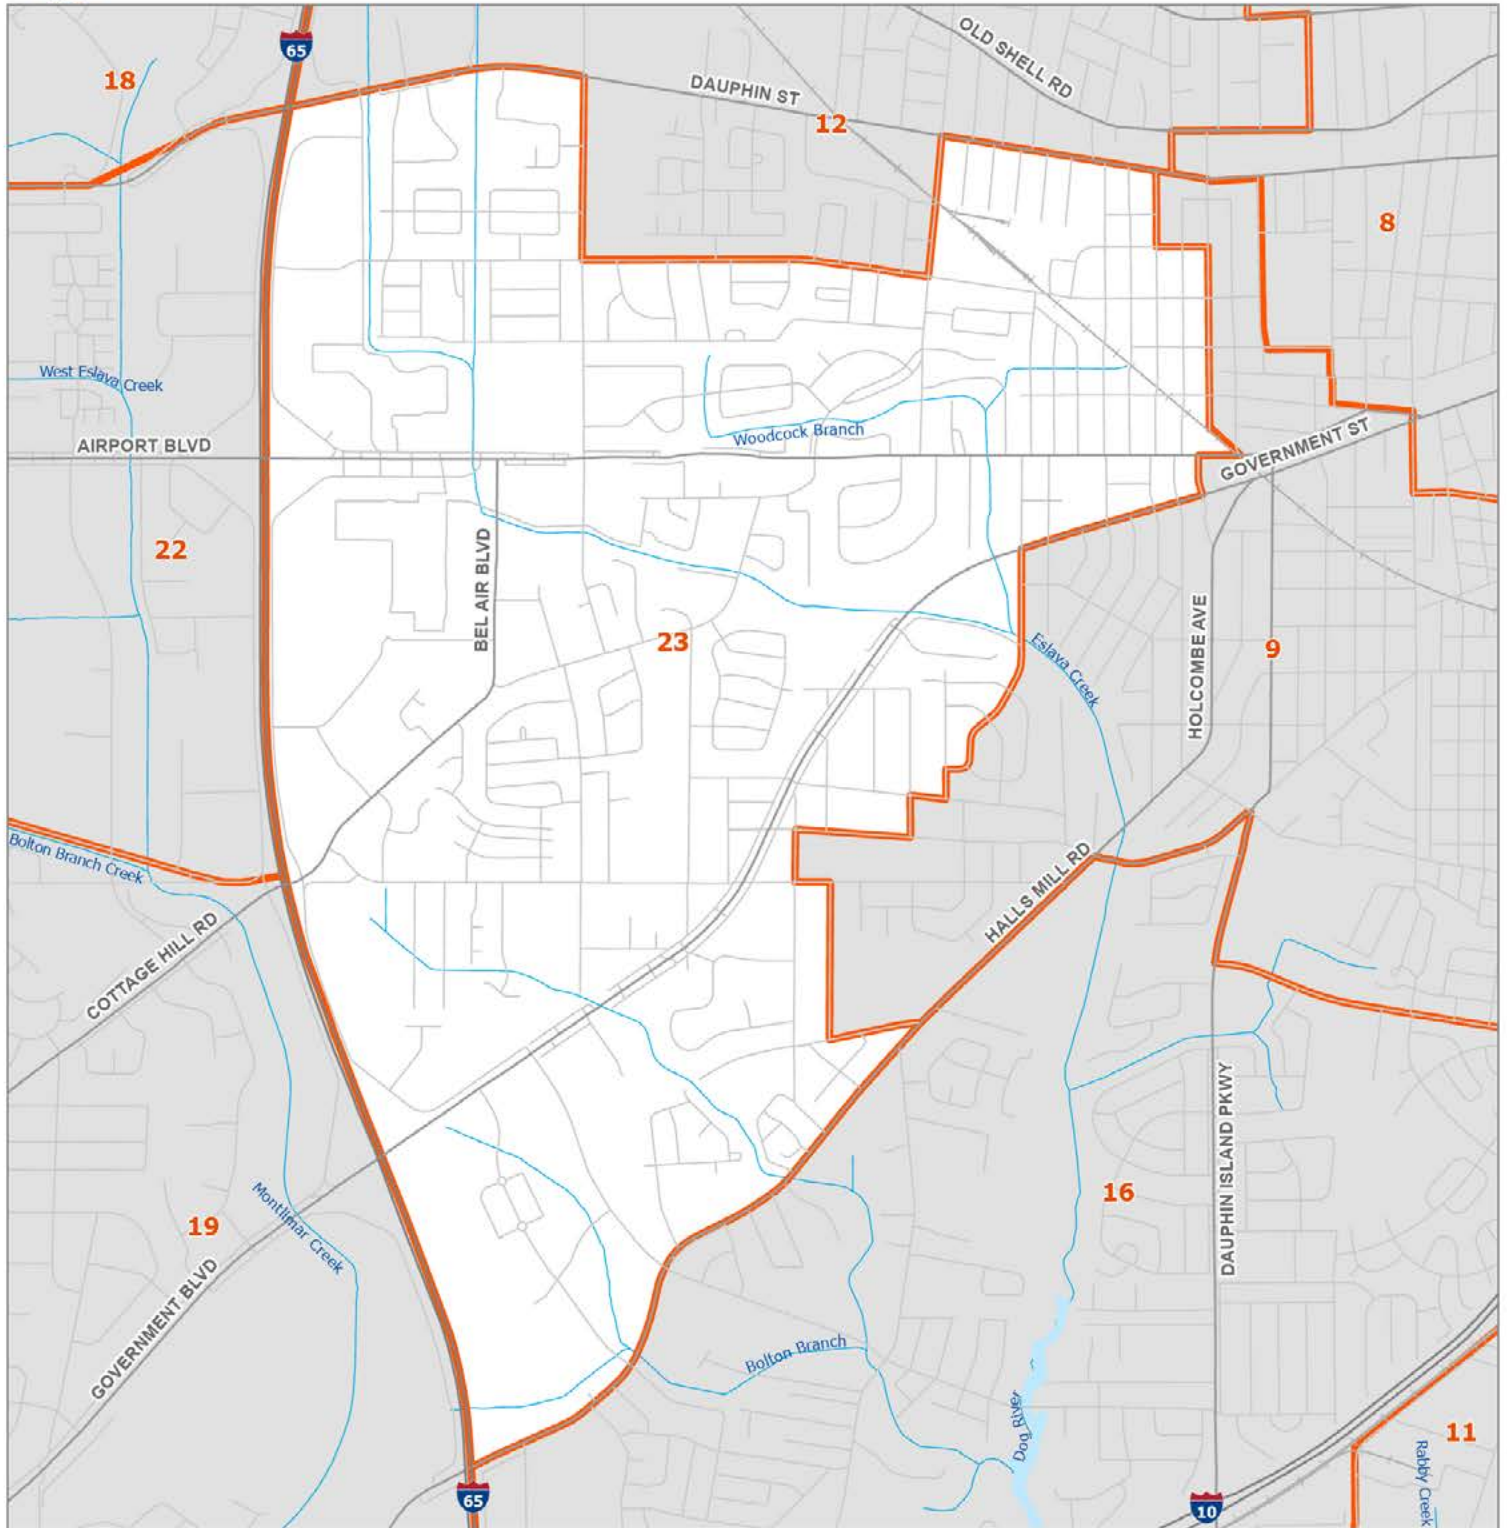 65
OLD SHELL RD
18
DAUPHIN ST
12
8
West Eslava Creek
Woodcock Branch
AIRPORT BLVD
GOVERNMENT ST
22
BEL AIR BLVD
23
HOLCOMBE AVE
9
Eslava Creek
Bolton Branch Creek
HALLS MILL RD
COTTAGE HILL RD
DAUPHIN ISLAND PKWY
16
19
Montlimar Creek
GOVERNMENT BLVD
Bolton Branch
Dog River
11
Rabby Creek
65
10